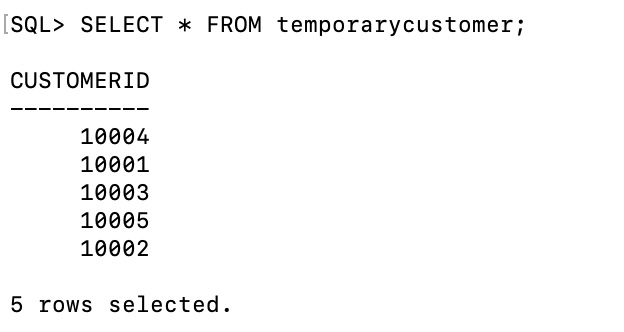 [SQL> SELECT * FROM temporarycustomer;
CUSTOMERID
----------
10004
10001
10003
10005
10002
5 rows selected.